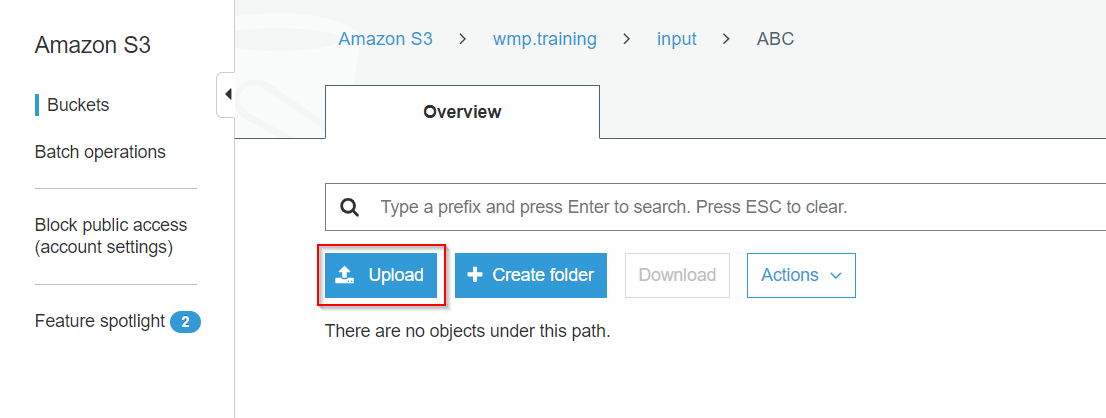 Amazon S3
Buckets
Batch operations
Block public access
(account settings)
Feature spotlight 2
Amazon S3 > wmp.training > input > ABC
Overview
Type a prefix and press Enter to search. Press ESC to clear.
Upload Create folder Download Actions
There are no objects under this path.